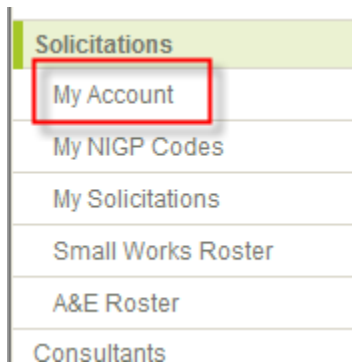 Solicitations
My Account
My NIGP Codes
My Solicitations
Small Works Roster
A&E Roster
Consultants